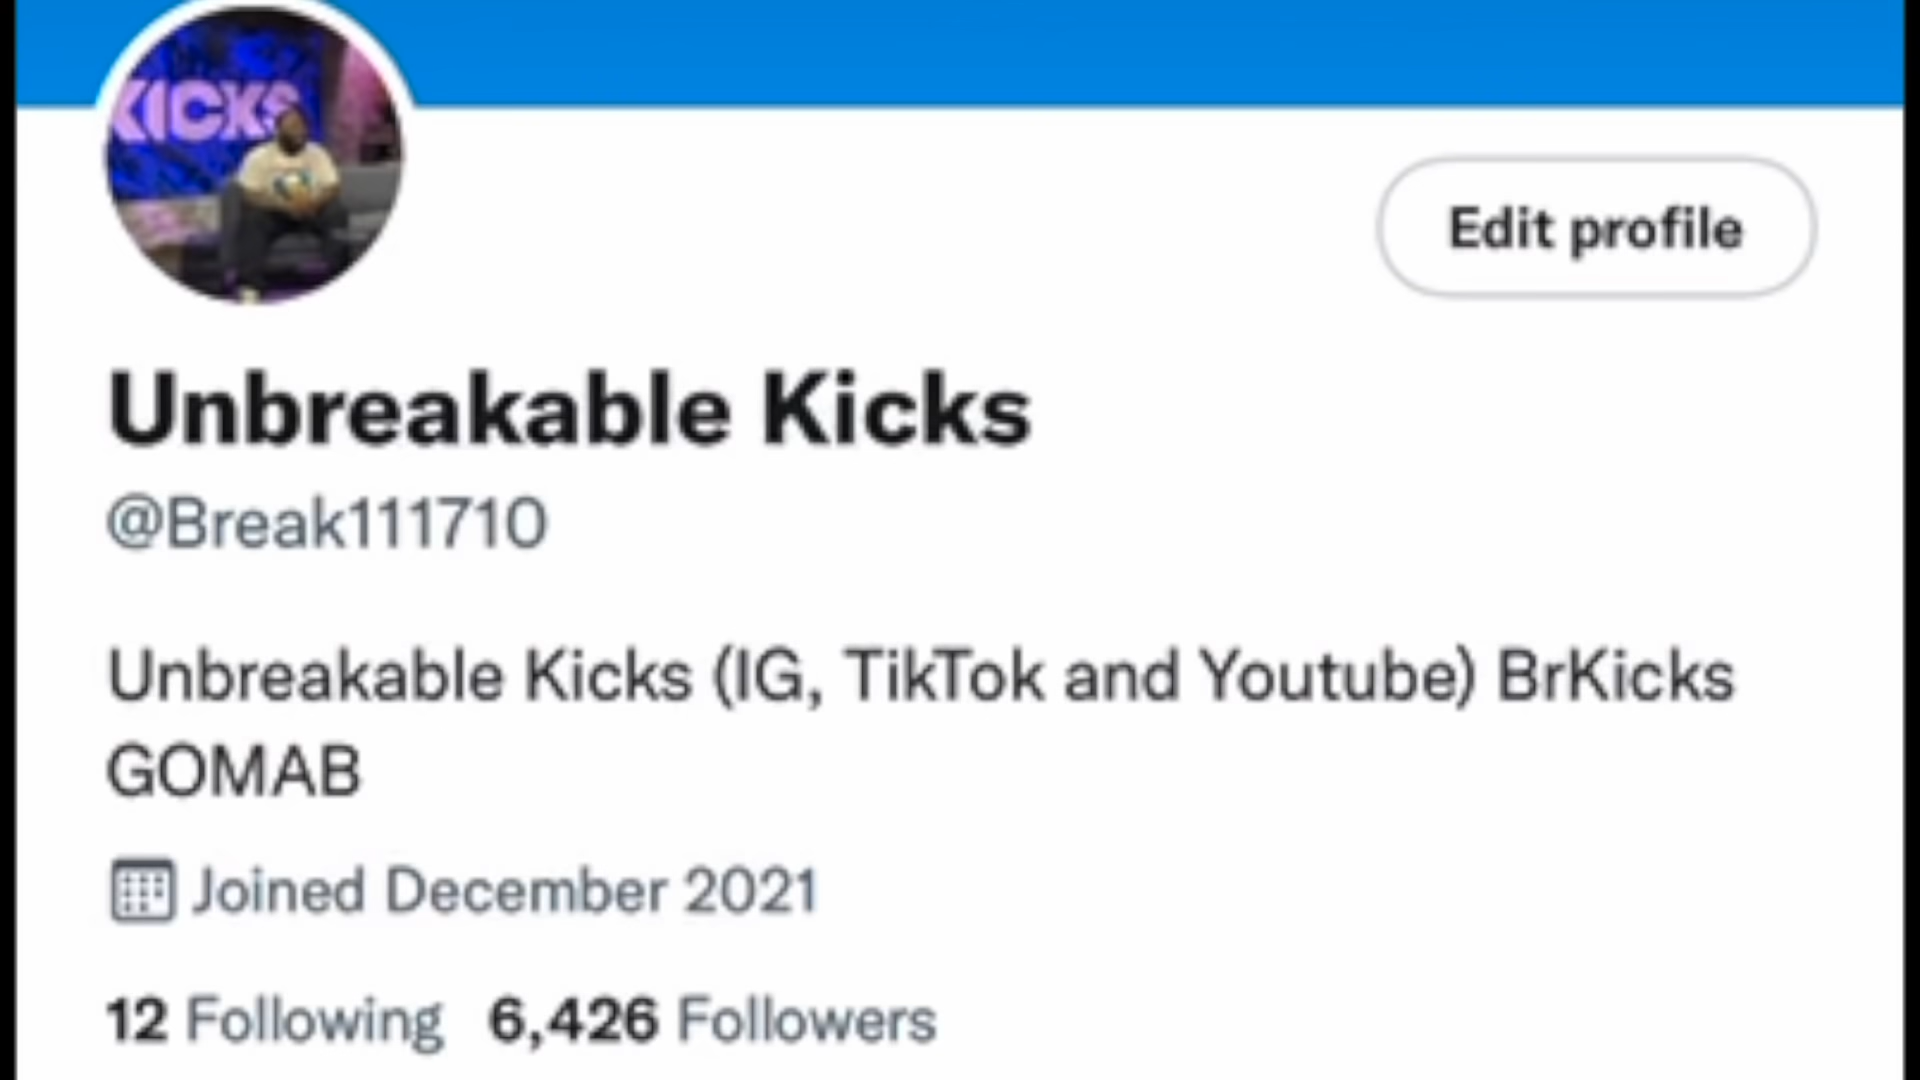 KICKS
Edit profile
Unbreakable Kicks
@Break111710
Unbreakable Kicks (IG, TikTok and Youtube) BrKicks
GOMAB
Joined December 2021
12 Following 6,426 Followers